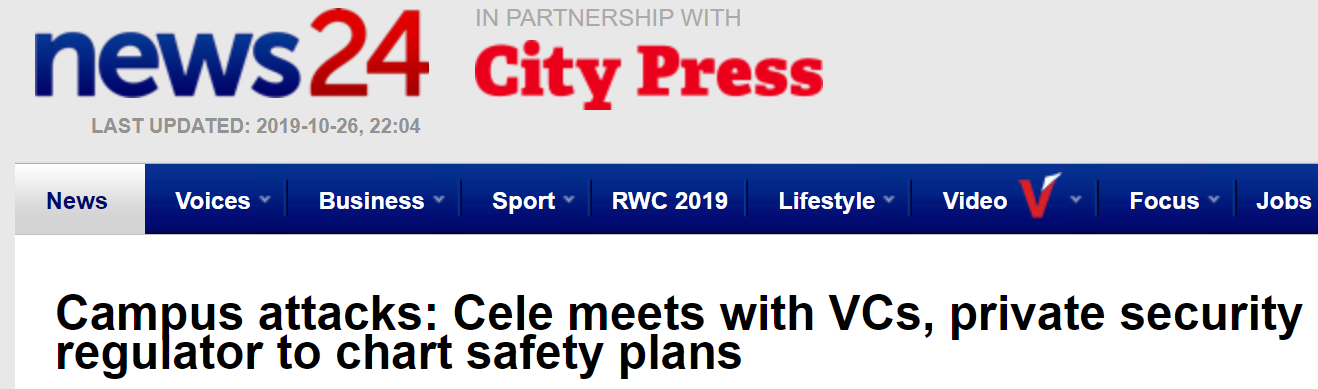 news24
IN PARTNERSHIP WITH
City Press
LAST UPDATED: 2019-10-26, 22:04
News Voices Business Sport RWC 2019 Lifestyle Video V Focus Jobs
Campus attacks: Cele meets with VCs, private security
regulator to chart safety plans